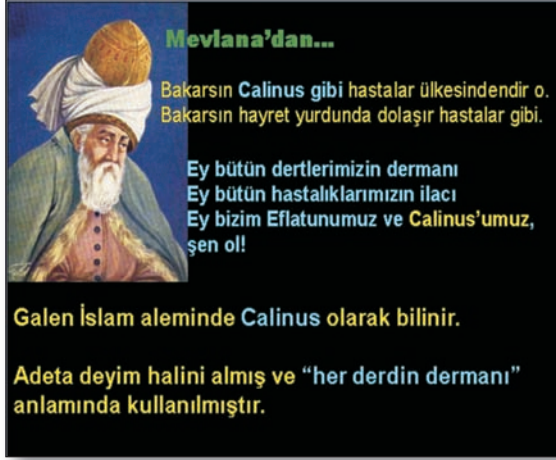 Mevlana’dan...
Bakarsın Calinus gibi hastalar ülkesindendir o.
Bakarsın hayret yurdunda dolaşır hastalar gibi.
Ey bütün dertlerimizin dermanı
Ey bütün hastalıklarımızın ilacı
Ey bizim Eflatunumuz ve Calinus’umuz,
şen ol!
Galen İslam aleminde Calinus olarak bilinir.
Adeta deyim halini almış ve “her derdin dermanı”
anlamında kullanılmıştır.